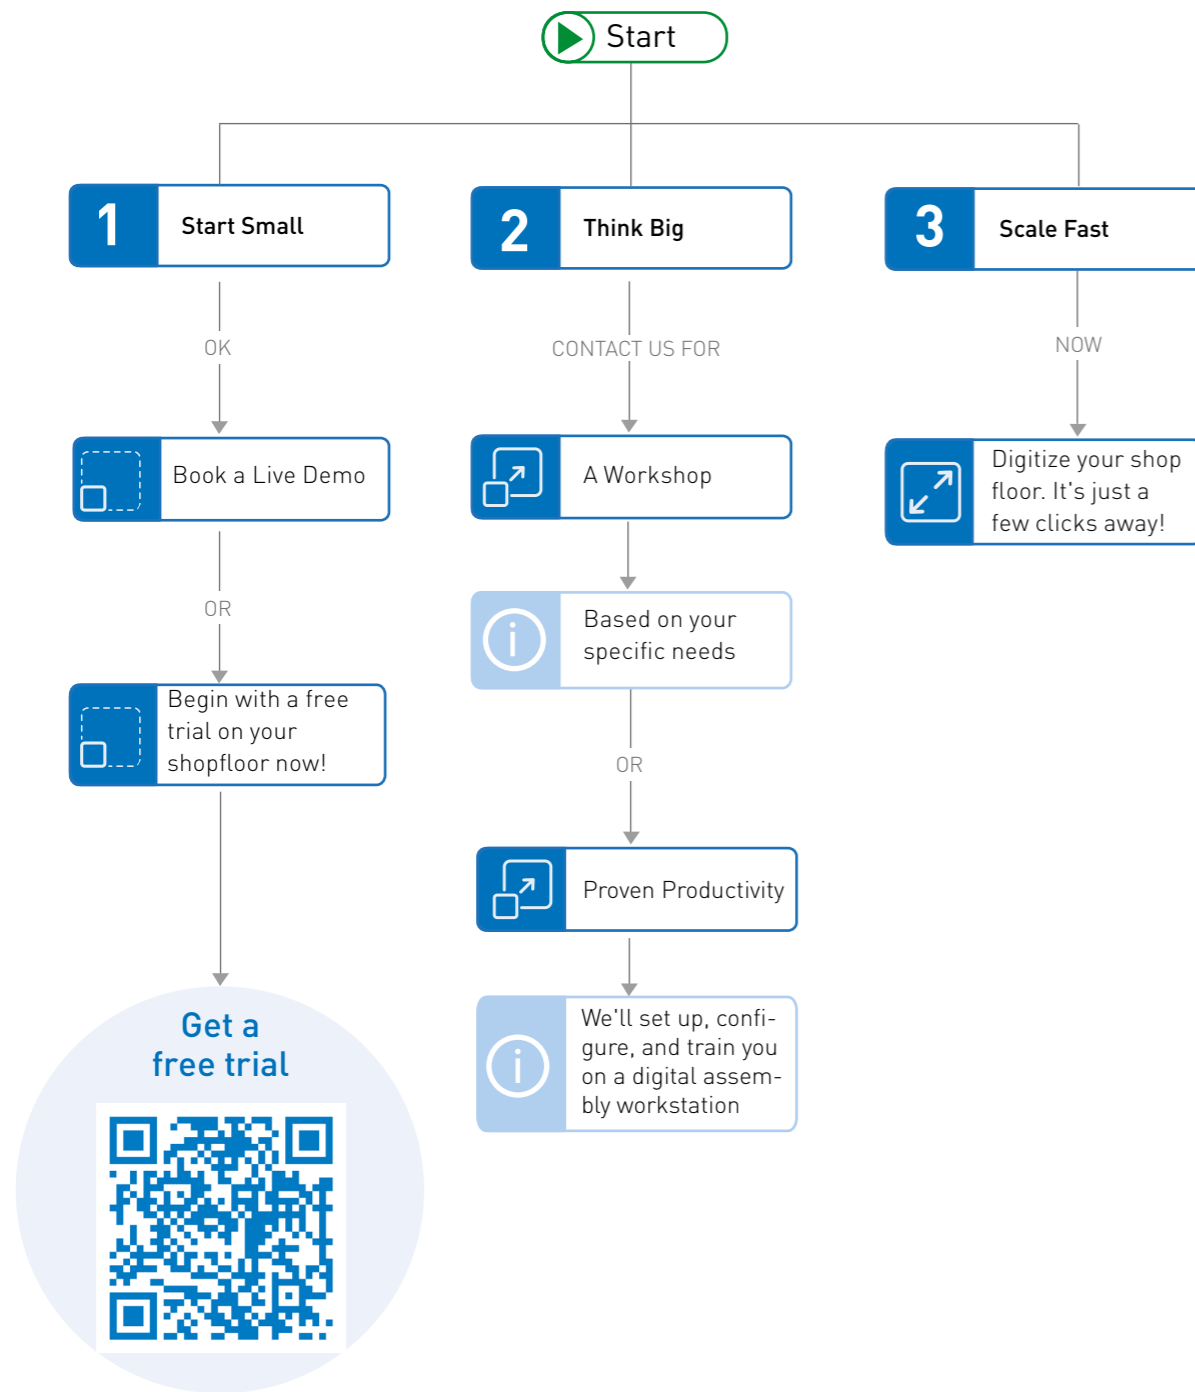 Start
1
Start Small
2
Think Big
3
Scale Fast
OK
CONTACT US FOR
NOW
Book a Live Demo
A Workshop
Digitize your shop
floor. It's just a
few clicks away!
OR
Based on your
specific needs
Begin with a free
trial on your
shopfloor now!
OR
Proven Productivity
Get a
free trial
We'll set up, confi-
gure, and train you
on a digital assem-
bly workstation